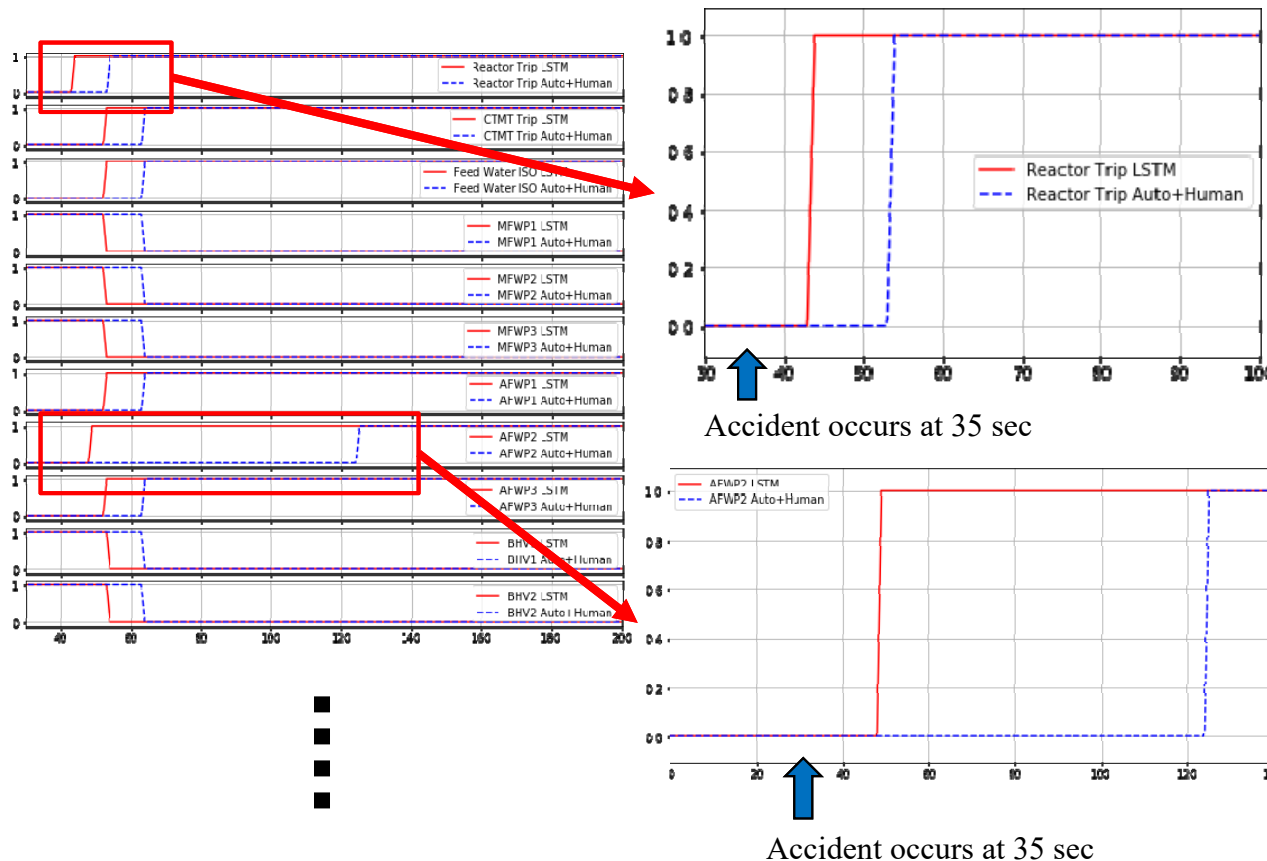 Reactor Trip LSTM
Reactor Trip Auto+Human
CTMT Trip LSTM
CTMT Trip Auto+Human
Feed Water ISO LSTM
Feed Water ISO Auto+Human
MFWP1 LSTM
MFWP1 Auto+Human
MFWP2 LSTM
MFWP2 Auto+Human
MFWP3 LSTM
MFWP3 Auto+Human
AFWP1 LSTM
AFWP1 Auto+Human
AFWP2 LSTM
AFWP2 Auto+Human
AFWP3 LSTM
AFWP3 Auto+Human
BHV1 LSTM
BHV1 Auto+Human
BHV2 LSTM
BHV2 Auto+Human
40 60 80 100 120 140 160 180 200
1.0
0.8
0.6
0.4
0.2
0.0
Reactor Trip LSTM
Reactor Trip Auto+Human
30 40 50 60 70 80 90 100
Accident occurs at 35 sec
AFWP2 LSTM
AFWP2 Auto+Human
1.0
0.8
0.6
0.4
0.2
0.0
0 20 40 60 80 100 120
Accident occurs at 35 sec